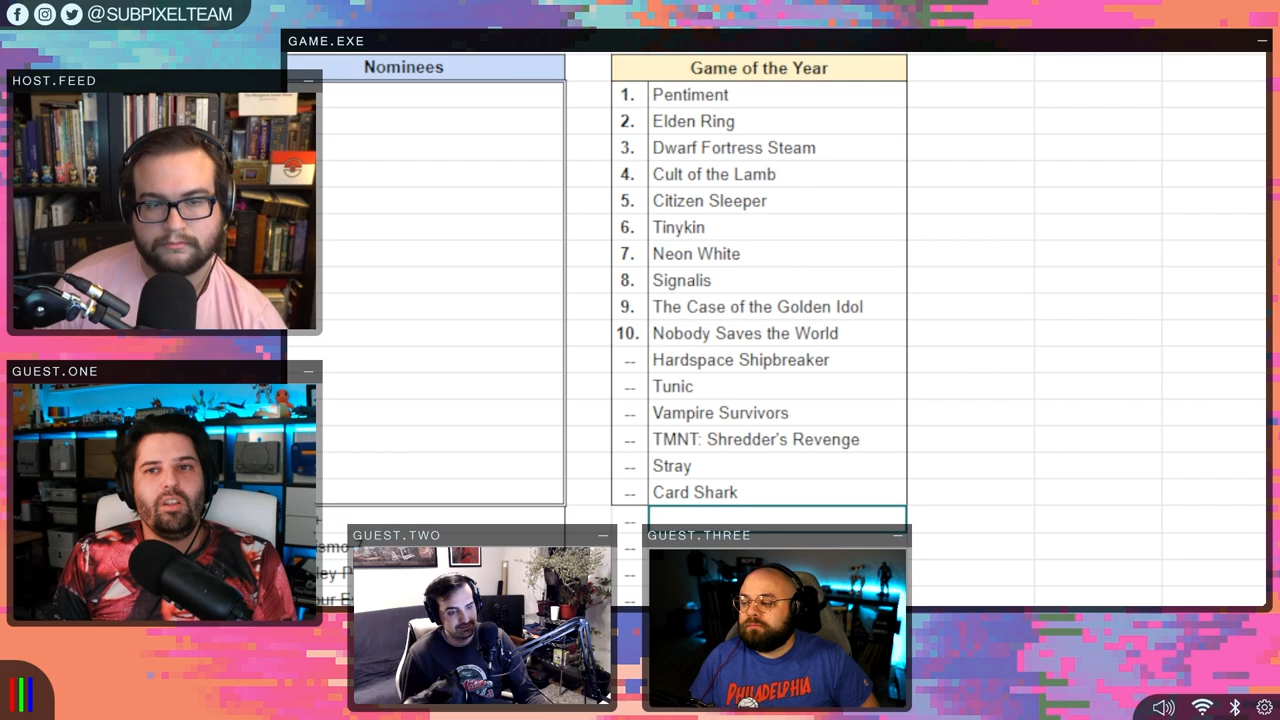 @SUBPIXELTEAM
GAME.EXE
HOST.FEED
Nominees
Game of the Year
1. Pentiment
2. Elden Ring
3. Dwarf Fortress Steam
4. Cult of the Lamb
5. Citizen Sleeper
6. Tinykin
7. Neon White
8. Signalis
9. The Case of the Golden Idol
10. Nobody Saves the World
-- Hardspace Shipbreaker
-- Tunic
-- Vampire Survivors
-- TMNT: Shredder's Revenge
-- Stray
-- Card Shark
--
--
--
--
GUEST.ONE
GUEST.TWO
GUEST.THREE
PHILADELPHIA